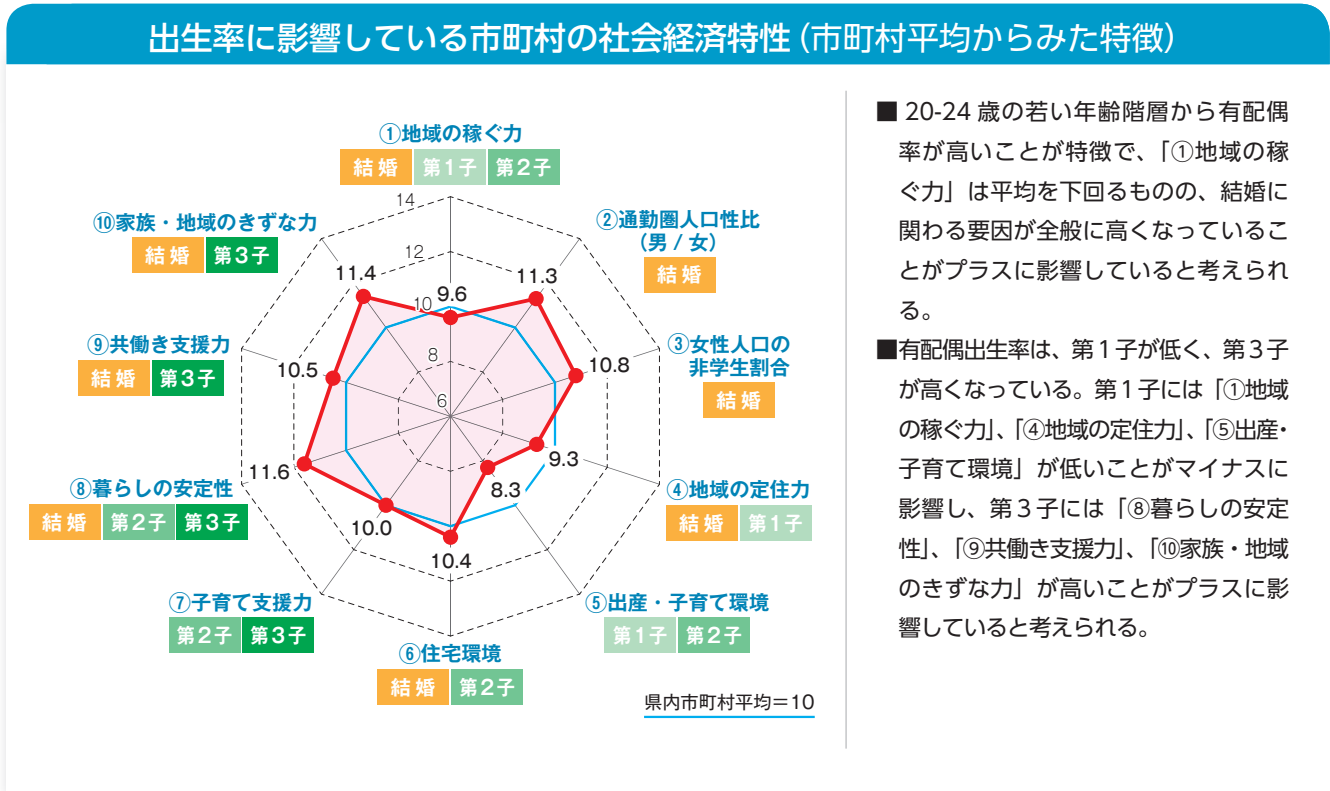 出生率に影響している市町村の社会経済特性（市町村平均からみた特徴）
①地域の稼ぐ力
結婚 第1子 第2子
②通勤圏人口性比
（男 / 女）
結婚
③女性人口の
非学生割合
結婚
④地域の定住力
結婚 第1子
⑤出産・子育て環境
第1子 第2子
⑥住宅環境
結婚 第2子
⑦子育て支援力
第2子 第3子
⑧暮らしの安定性
結婚 第2子 第3子
⑨共働き支援力
結婚 第3子
⑩家族・地域のきずな力
結婚 第3子
14
12
10
8
6
9.6
11.3
10.8
9.3
8.3
10.4
10.0
11.6
10.5
11.4
県内市町村平均＝10
■ 20-24 歳の若い年齢階層から有配偶
率が高いことが特徴で、「①地域の稼
ぐ力」は平均を下回るものの、結婚に
関わる要因が全般に高くなっているこ
とがプラスに影響していると考えられ
る。
■有配偶出生率は、第１子が低く、第３子
が高くなっている。第１子には「①地域
の稼ぐ力」、「④地域の定住力」、「⑤出産・
子育て環境」が低いことがマイナスに
影響し、第３子には「⑧暮らしの安定
性」、「⑨共働き支援力」、「⑩家族・地域
のきずな力」が高いことがプラスに影
響していると考えられる。